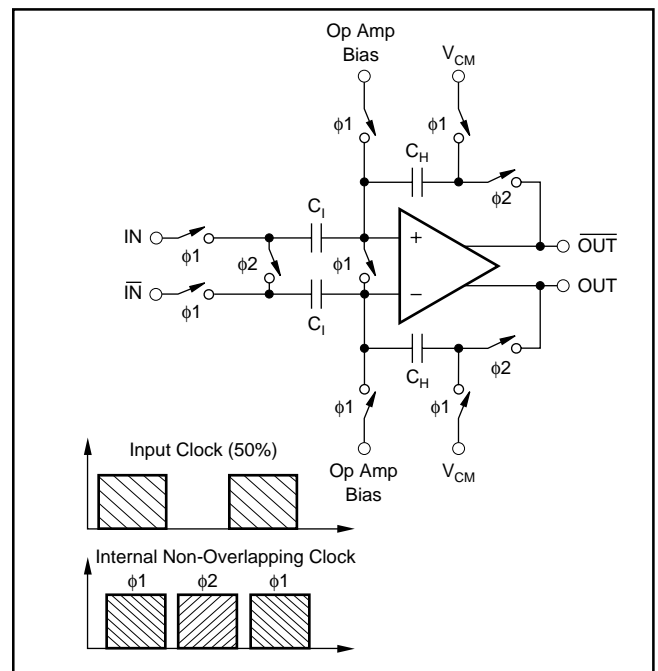 Op Amp
Bias
V_CM
φ1
φ1
C_H
φ2
IN
φ1
C_I
+
OUT̅
φ2
φ1
I̅N̅
φ1
C_I
−
OUT
C_H
φ2
φ1
φ1
Op Amp
Bias
V_CM
Input Clock (50%)
Internal Non-Overlapping Clock
φ1 φ2 φ1